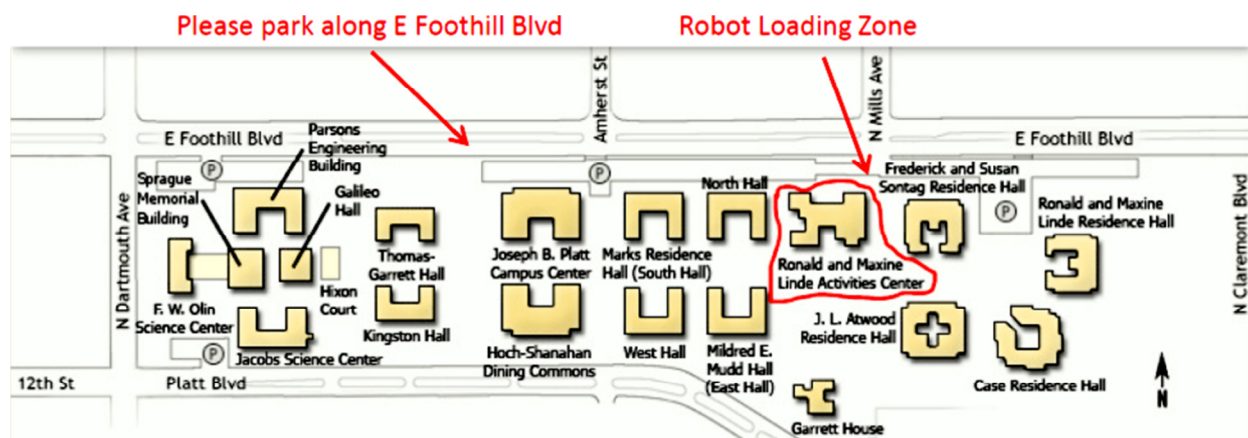 Please park along E Foothill Blvd
Robot Loading Zone
Amherst St
N Mills Ave
E Foothill Blvd
E Foothill Blvd
Parsons
Engineering
Building
P
P
Sprague
Memorial
Building
Galileo
Hall
North Hall
Frederick and Susan
Sontag Residence Hall
P
Ronald and Maxine
Linde Residence Hall
N Dartmouth Ave
N Claremont Blvd
Thomas-
Garrett Hall
Joseph B. Platt
Campus Center
Marks Residence
Hall (South Hall)
Ronald and Maxine
Linde Activities Center
F. W. Olin
Science Center
Hixon
Court
Kingston Hall
J. L. Atwood
Residence Hall
P
Jacobs Science Center
Hoch-Shanahan
Dining Commons
West Hall
Mildred E.
Mudd Hall
(East Hall)
Case Residence Hall
12th St
Platt Blvd
N
Garrett House